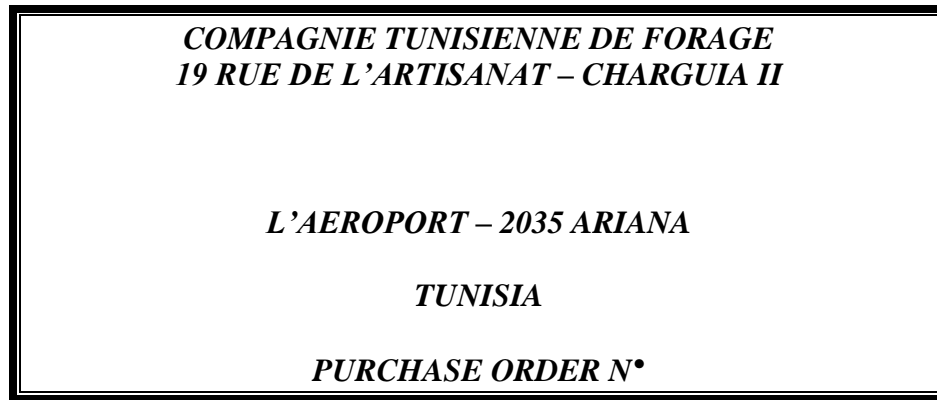 COMPAGNIE TUNISIENNE DE FORAGE
19 RUE DE L’ARTISANAT – CHARGUIA II
L’AEROPORT – 2035 ARIANA
TUNISIA
PURCHASE ORDER N•